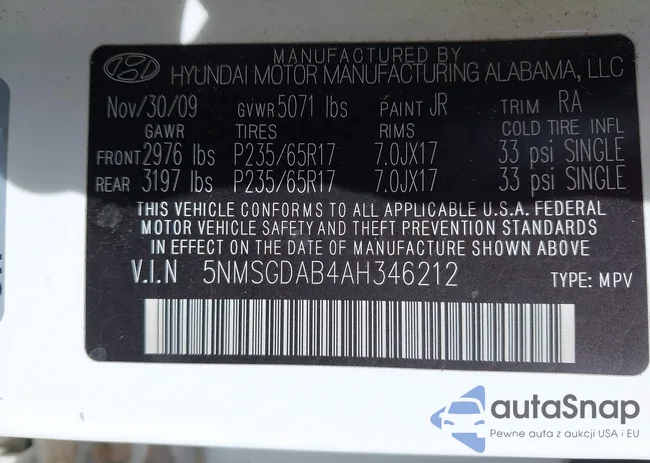 MANUFACTURED BY
HYUNDAI MOTOR MANUFACTURING ALABAMA, LLC
Nov/30/09 GVWR 5071 lbs PAINT JR TRIM RA
GAWR TIRES RIMS COLD TIRE INFL
FRONT 2976 lbs P235/65R17 7.0JX17 33 psi SINGLE
REAR 3197 lbs P235/65R17 7.0JX17 33 psi SINGLE
THIS VEHICLE CONFORMS TO ALL APPLICABLE U.S.A. FEDERAL
MOTOR VEHICLE SAFETY AND THEFT PREVENTION STANDARDS
IN EFFECT ON THE DATE OF MANUFACTURE SHOWN ABOVE
V.I.N 5NMSGDAB4AH346212 TYPE: MPV
autaSnap
Pewne auta z aukcji USA i EU